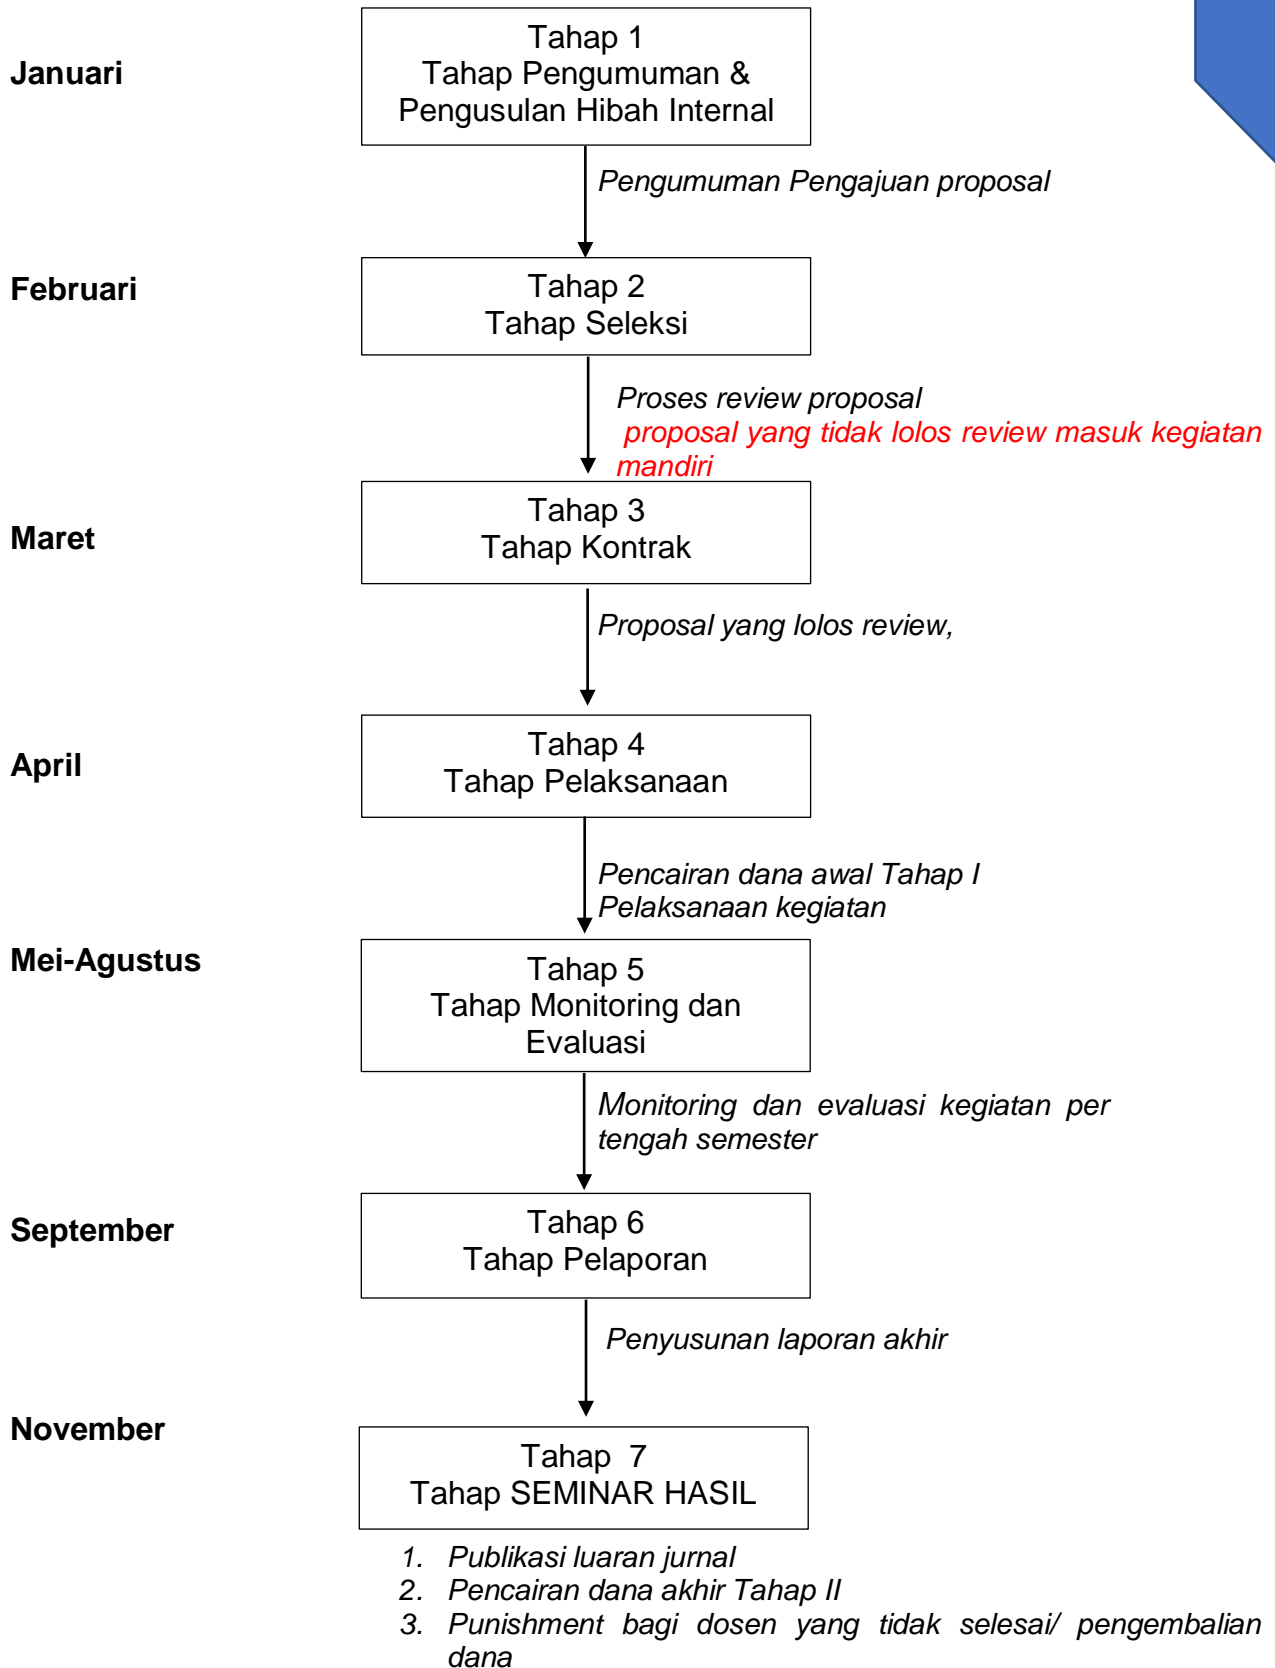 Januari
Tahap 1
Tahap Pengumuman &
Pengusulan Hibah Internal
Pengumuman Pengajuan proposal
Februari
Tahap 2
Tahap Seleksi
Proses review proposal
proposal yang tidak lolos review masuk kegiatan
mandiri
Maret
Tahap 3
Tahap Kontrak
Proposal yang lolos review,
April
Tahap 4
Tahap Pelaksanaan
Pencairan dana awal Tahap I
Pelaksanaan kegiatan
Mei-Agustus
Tahap 5
Tahap Monitoring dan
Evaluasi
Monitoring dan evaluasi kegiatan per
tengah semester
September
Tahap 6
Tahap Pelaporan
Penyusunan laporan akhir
November
Tahap 7
Tahap SEMINAR HASIL
1. Publikasi luaran jurnal
2. Pencairan dana akhir Tahap II
3. Punishment bagi dosen yang tidak selesai/ pengembalian
dana